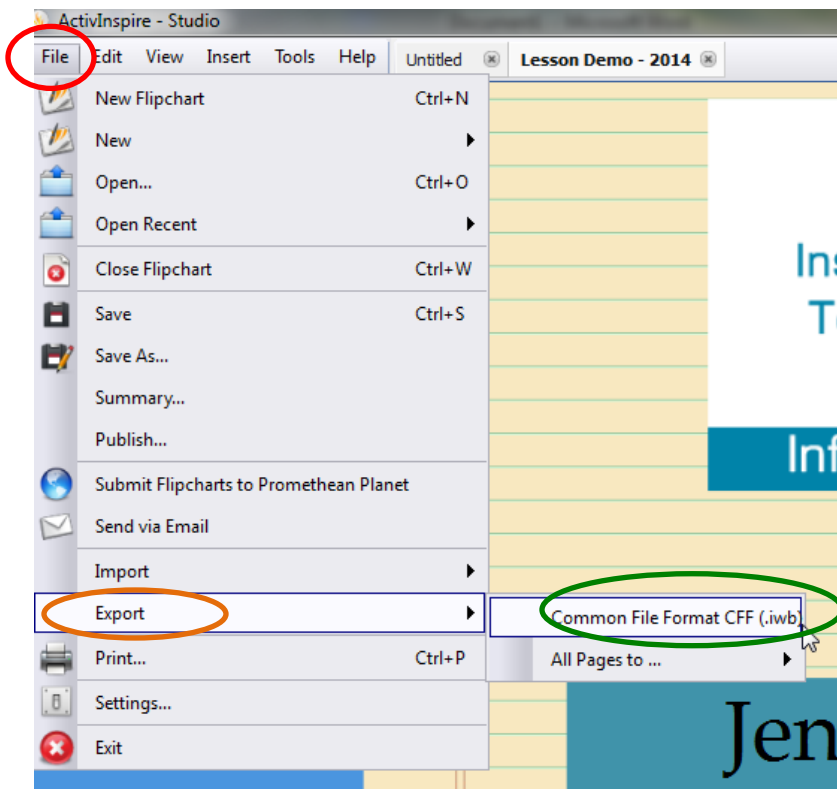 ActivInspire - Studio
File Edit View Insert Tools Help Untitled Lesson Demo - 2014
New Flipchart Ctrl+N
New
Open... Ctrl+O
Open Recent
Close Flipchart Ctrl+W
Save Ctrl+S
Save As...
Summary...
Publish...
Submit Flipcharts to Promethean Planet
Send via Email
Import
Export Common File Format CFF (.iwb)
Print... Ctrl+P All Pages to ...
Settings...
Exit
Jen